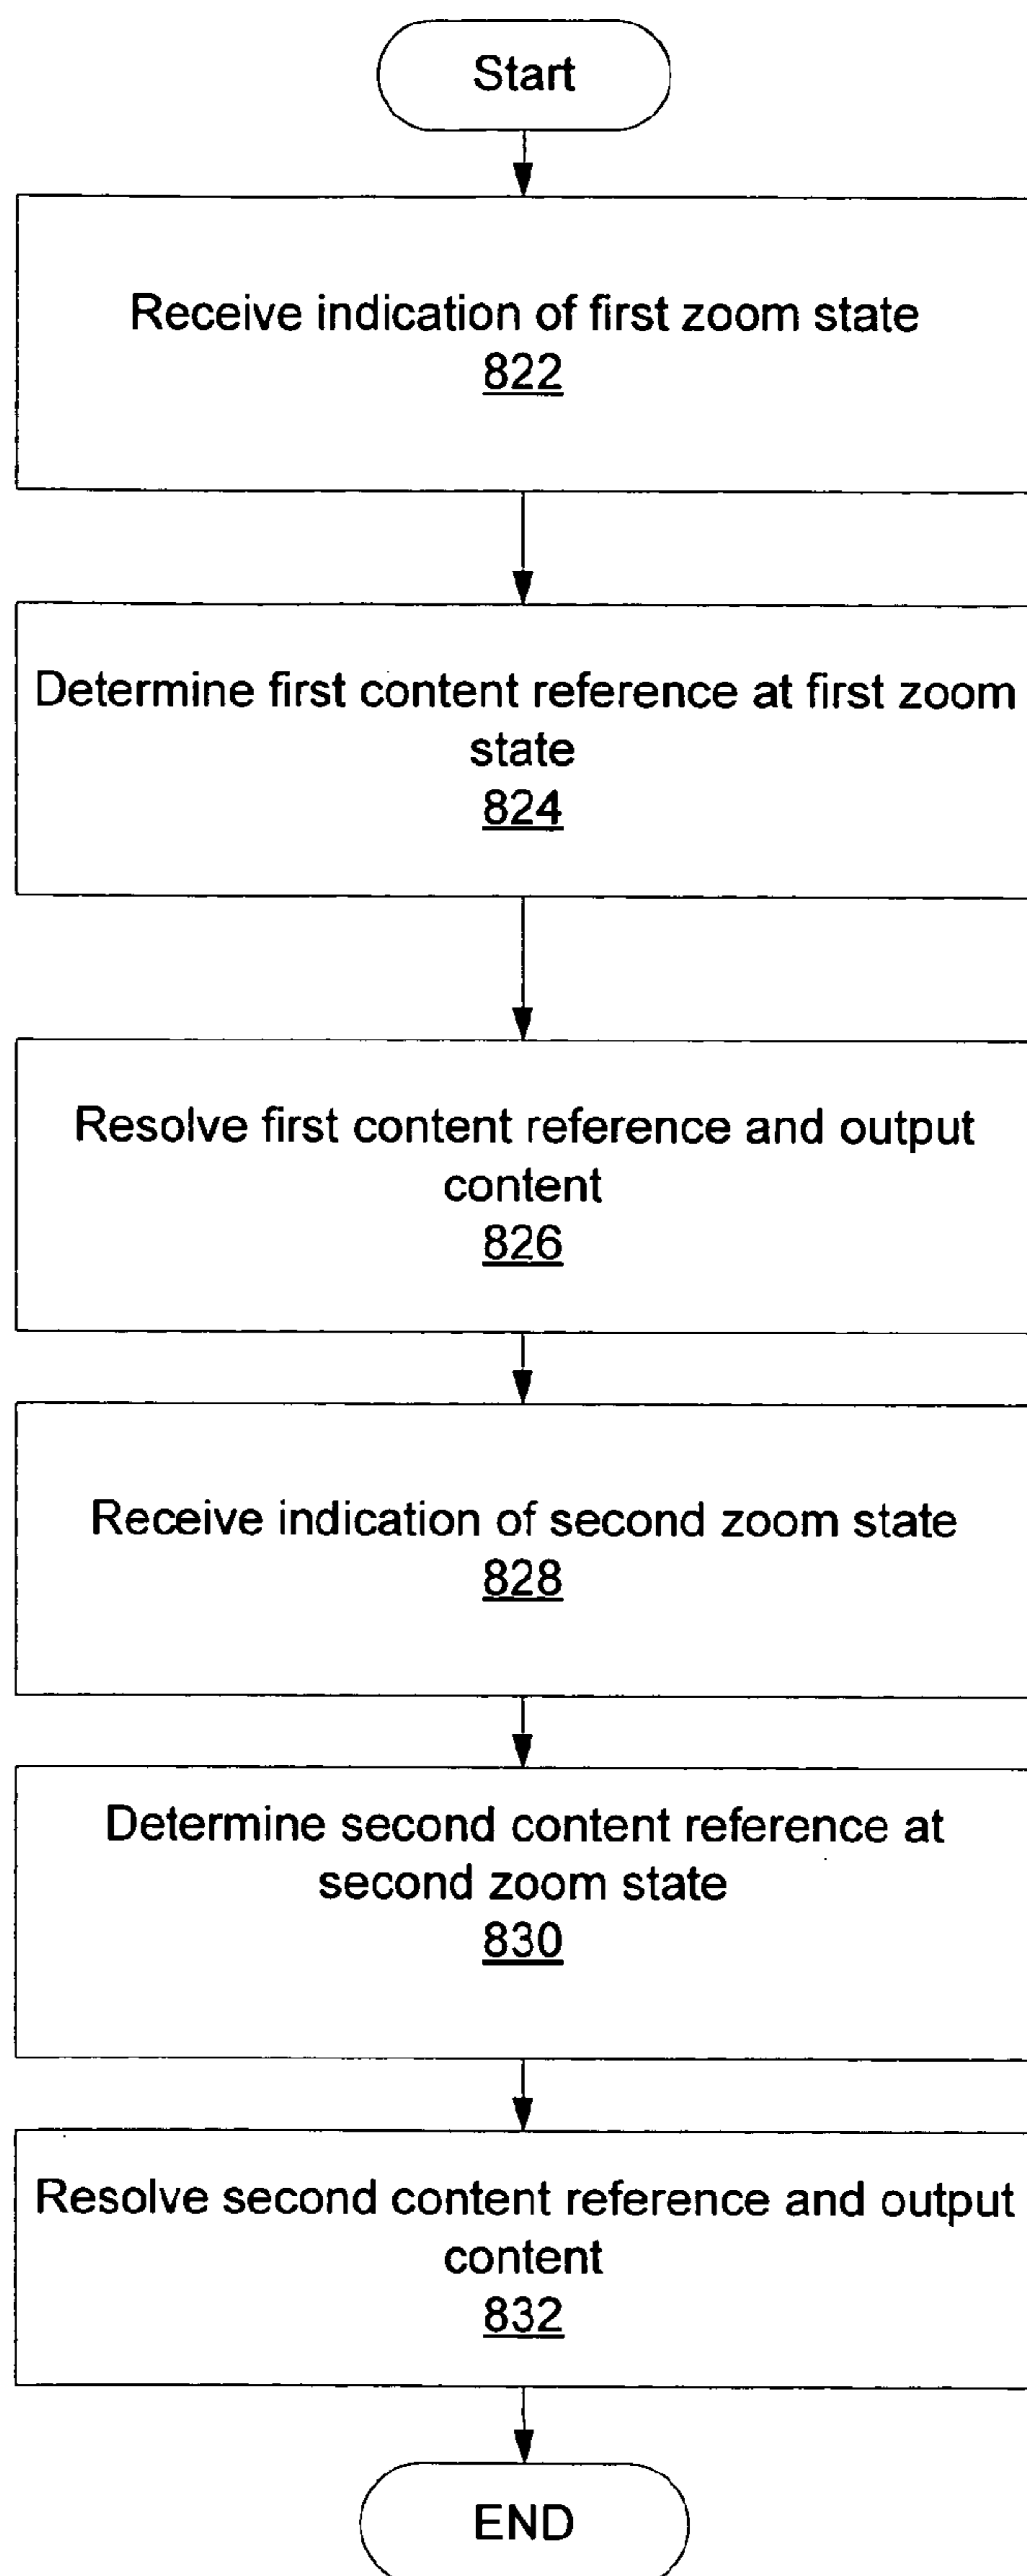 Start
Receive indication of first zoom state
822
Determine first content reference at first zoom
state
824
Resolve first content reference and output
content
826
Receive indication of second zoom state
828
Determine second content reference at
second zoom state
830
Resolve second content reference and output
content
832
END